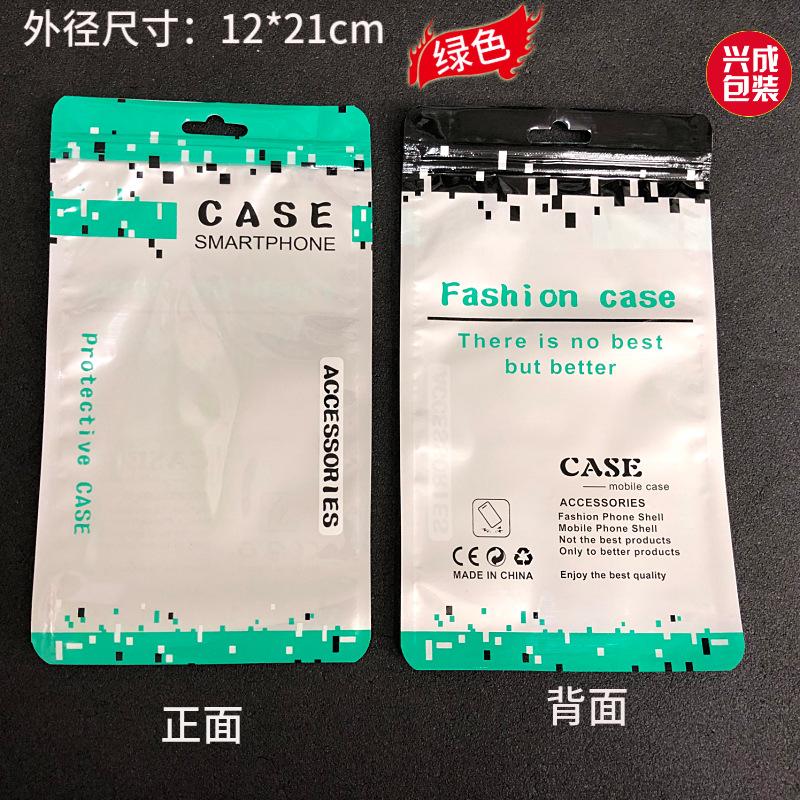 外径尺寸：12*21cm
绿色
兴成
包装
CASE
SMARTPHONE
Protective CASE
ACCESSORIES
Fashion case
There is no best
but better
CASE
mobile case
ACCESSORIES
Fashion Phone Shell
Mobile Phone Shell
Not the best products
Only to better products
Enjoy the best quality
CE
MADE IN CHINA
正面
背面